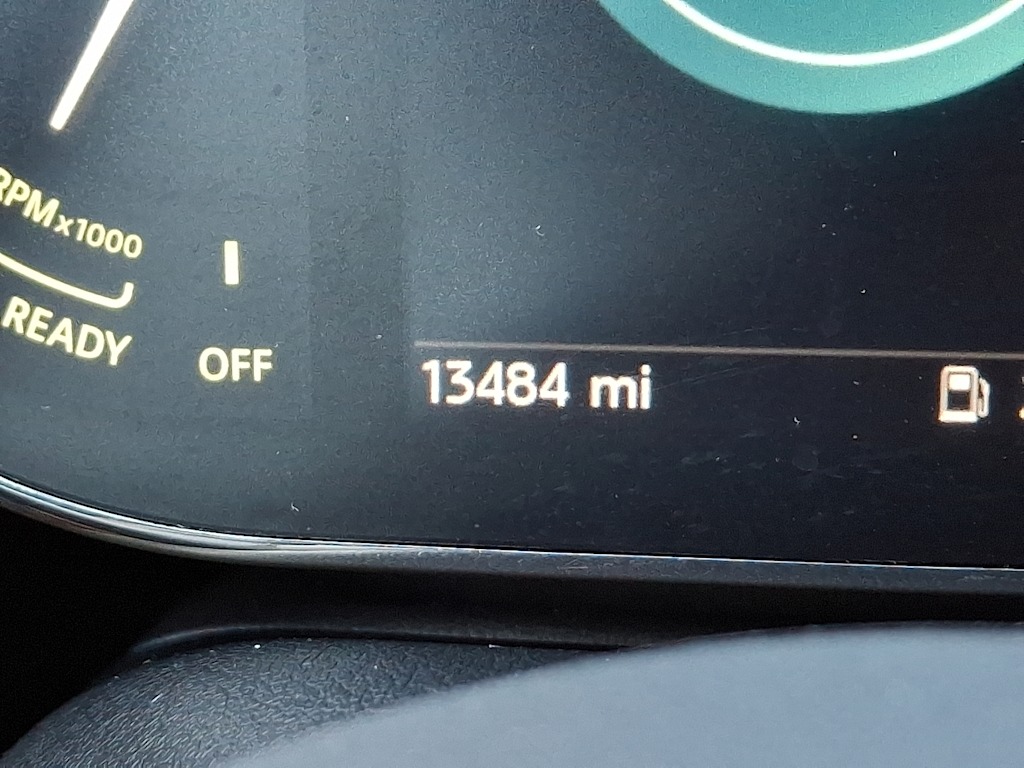 RPMx1000
READY
OFF
13484 mi